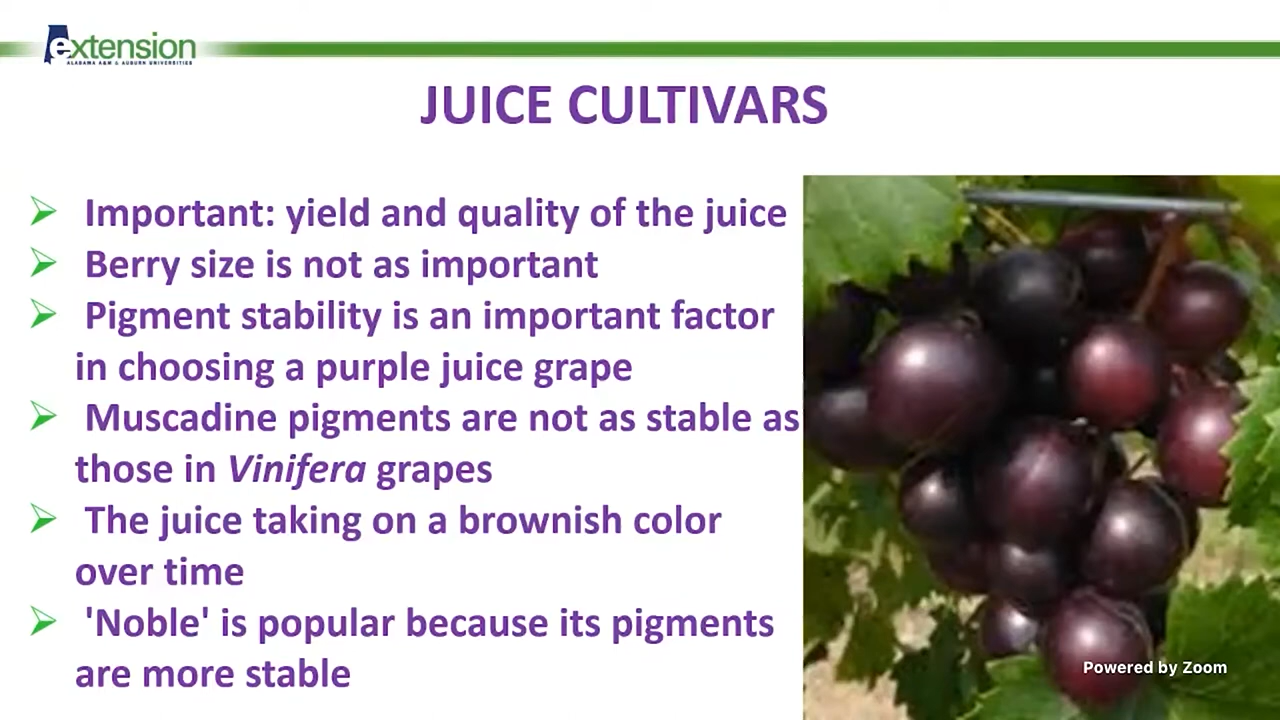 extension
ALABAMA A&M & AUBURN UNIVERSITIES
JUICE CULTIVARS
Important: yield and quality of the juice
Berry size is not as important
Pigment stability is an important factor
in choosing a purple juice grape
Muscadine pigments are not as stable as
those in Vinifera grapes
The juice taking on a brownish color
over time
'Noble' is popular because its pigments
are more stable
Powered by Zoom